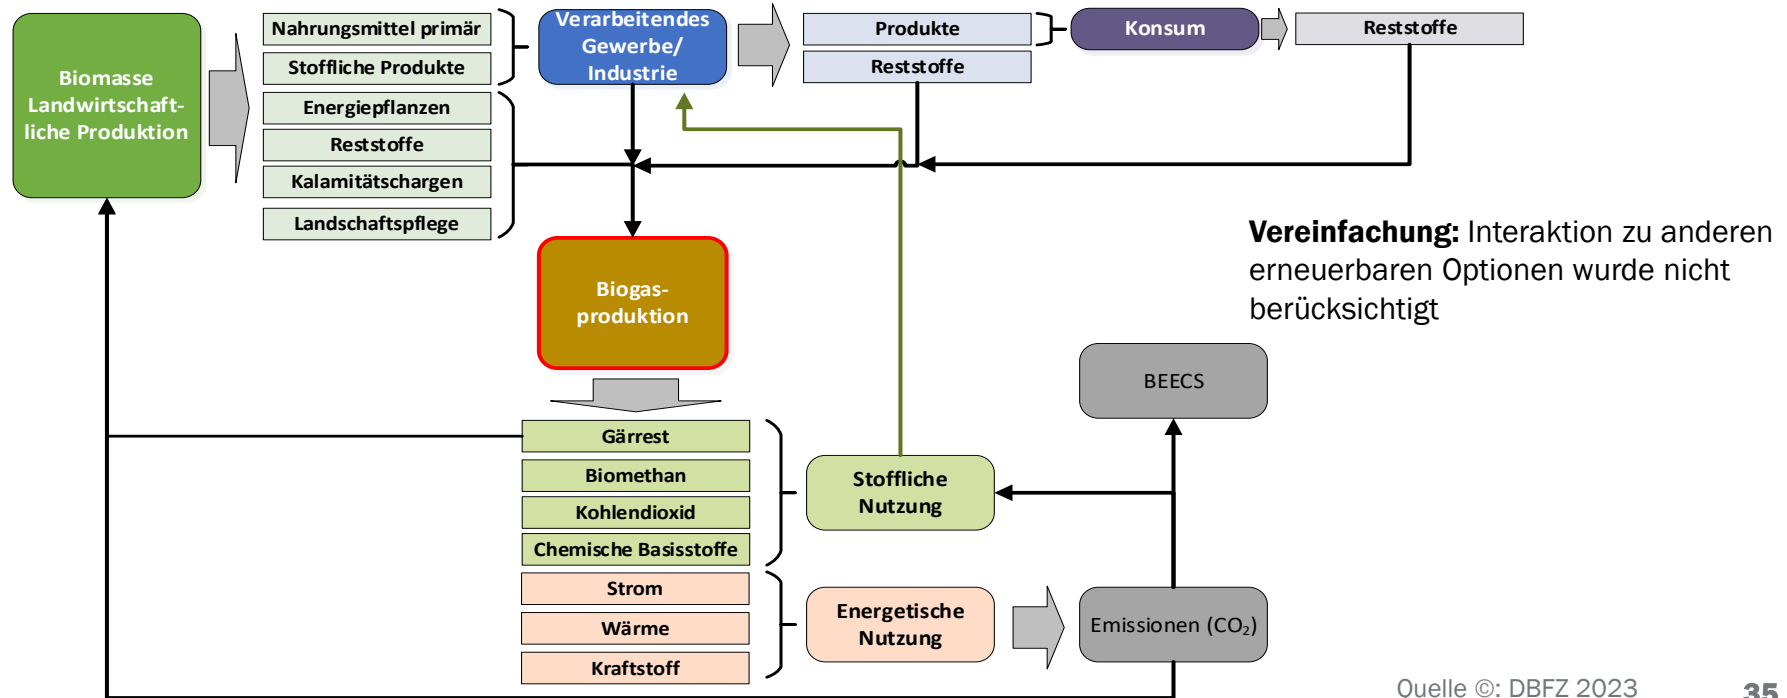 Biomasse
Landwirtschaft-
liche Produktion
Nahrungsmittel primär
Stoffliche Produkte
Energiepflanzen
Reststoffe
Kalamitätschargen
Landschaftspflege
Verarbeitendes
Gewerbe/
Industrie
Produkte
Reststoffe
Konsum
Reststoffe
Vereinfachung: Interaktion zu anderen
erneuerbaren Optionen wurde nicht
berücksichtigt
Biogas-
produktion
BEECS
Gärrest
Biomethan
Kohlendioxid
Chemische Basisstoffe
Stoffliche
Nutzung
Strom
Wärme
Kraftstoff
Energetische
Nutzung
Emissionen (CO₂)
Quelle ©: DBFZ 2023
35